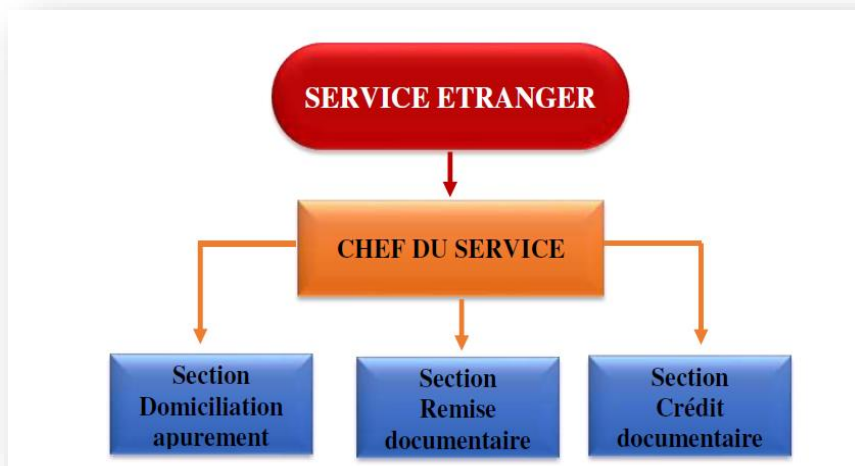 SERVICE ETRANGER
CHEF DU SERVICE
Section
Domiciliation
apurement
Section
Remise
documentaire
Section
Crédit
documentaire